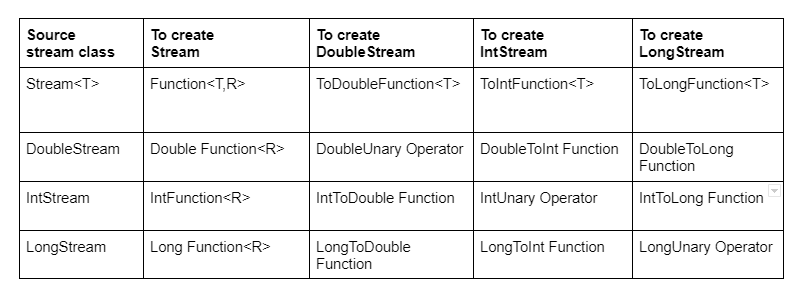 Source
stream class
To create
Stream
To create
DoubleStream
To create
IntStream
To create
LongStream
Stream<T>
Function<T,R>
ToDoubleFunction<T>
ToIntFunction<T>
ToLongFunction<T>
DoubleStream
Double Function<R>
DoubleUnary Operator
DoubleToInt Function
DoubleToLong
Function
IntStream
IntFunction<R>
IntToDouble Function
IntUnary Operator
IntToLong Function
LongStream
Long Function<R>
LongToDouble
Function
LongToInt Function
LongUnary Operator